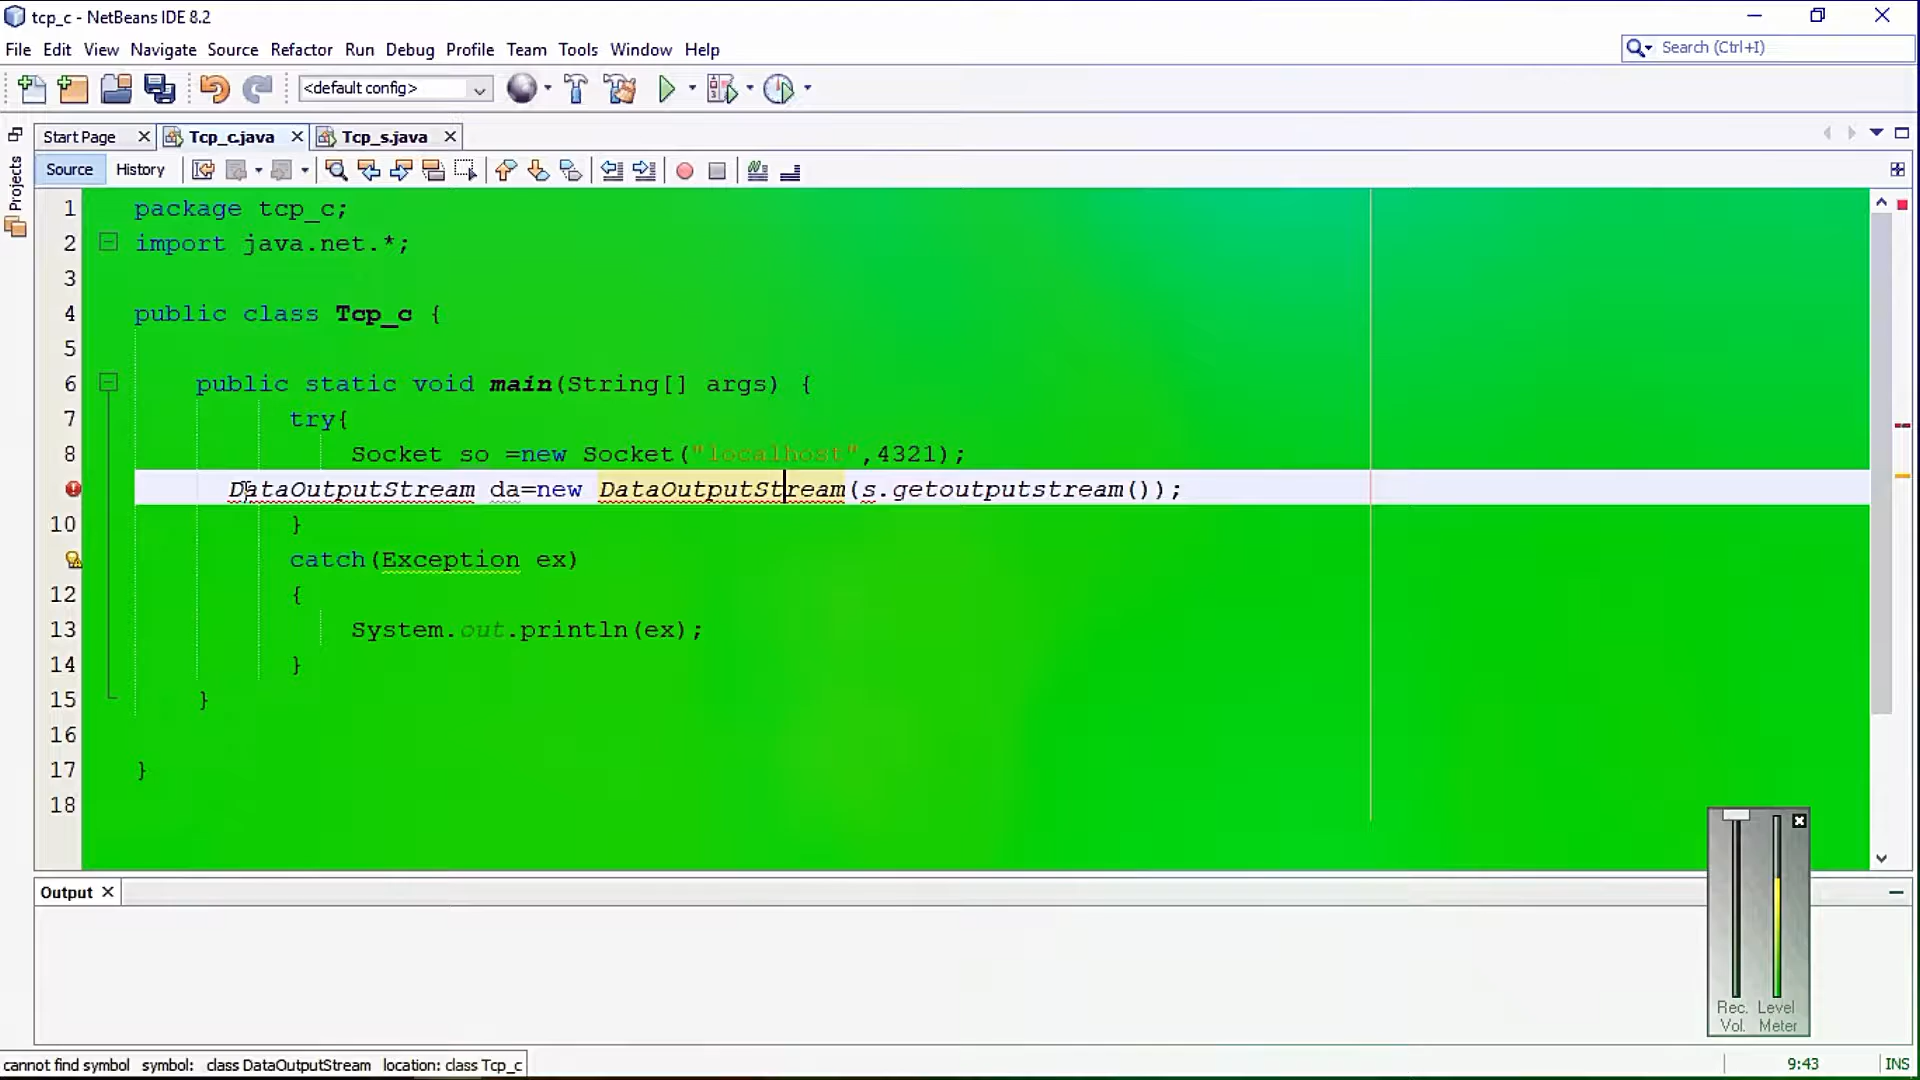 tcp_c - NetBeans IDE 8.2
File Edit View Navigate Source Refactor Run Debug Profile Team Tools Window Help
Search (Ctrl+I)
<default config>
Start Page Tcp_c.java Tcp_s.java
Projects
Source History
1 package tcp_c;
2 import java.net.*;
3
4 public class Tcp_c {
5
6 public static void main(String[] args) {
7 try{
8 Socket so =new Socket("localhost",4321);
DataOutputStream da=new DataOutputStream(s.getoutputstream());
10 }
catch(Exception ex)
12 {
13 System.out.println(ex);
14 }
15 }
16
17 }
18
Output
Rec. Vol. Level Meter
cannot find symbol symbol: class DataOutputStream location: class Tcp_c
9:43 INS